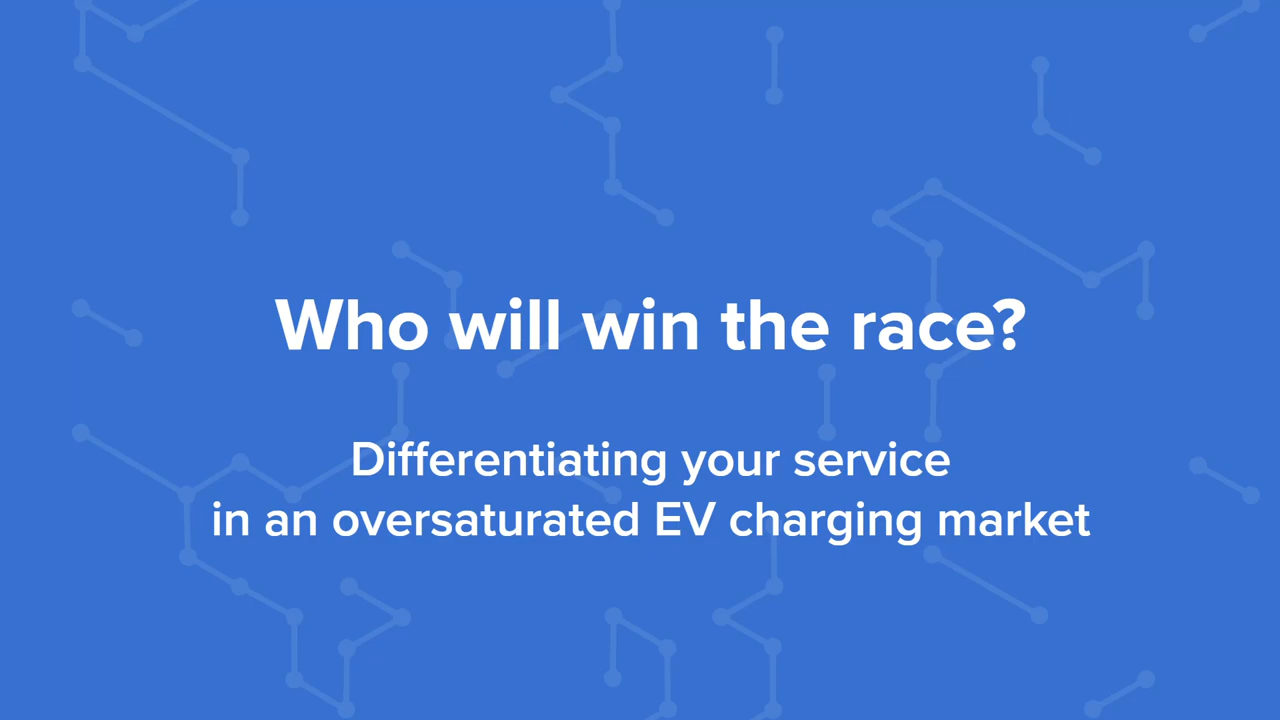 Who will win the race?
Differentiating your service
in an oversaturated EV charging market